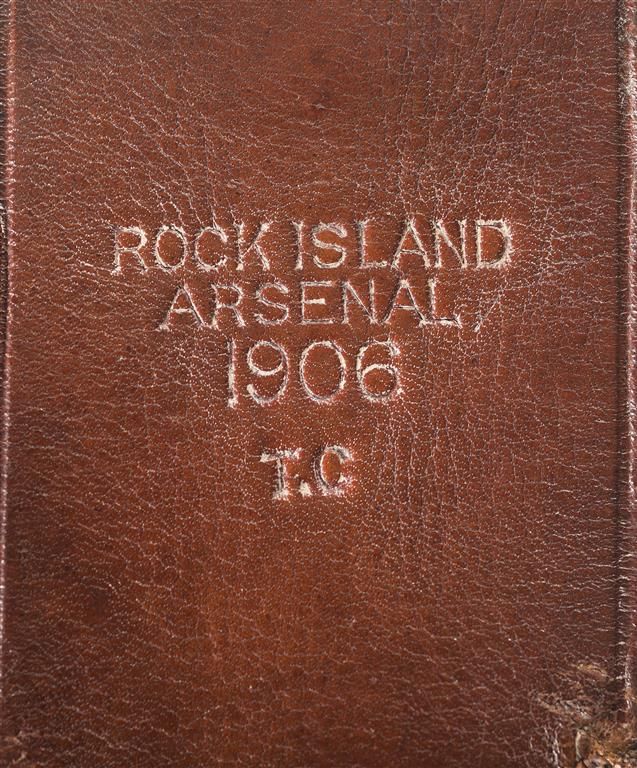 ROCK ISLAND
ARSENAL
1906
T.C